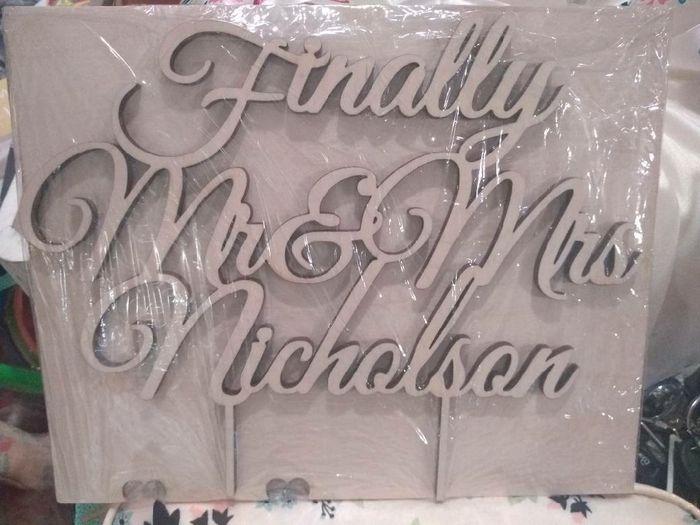 Finally
Mr & Mrs
Nicholson